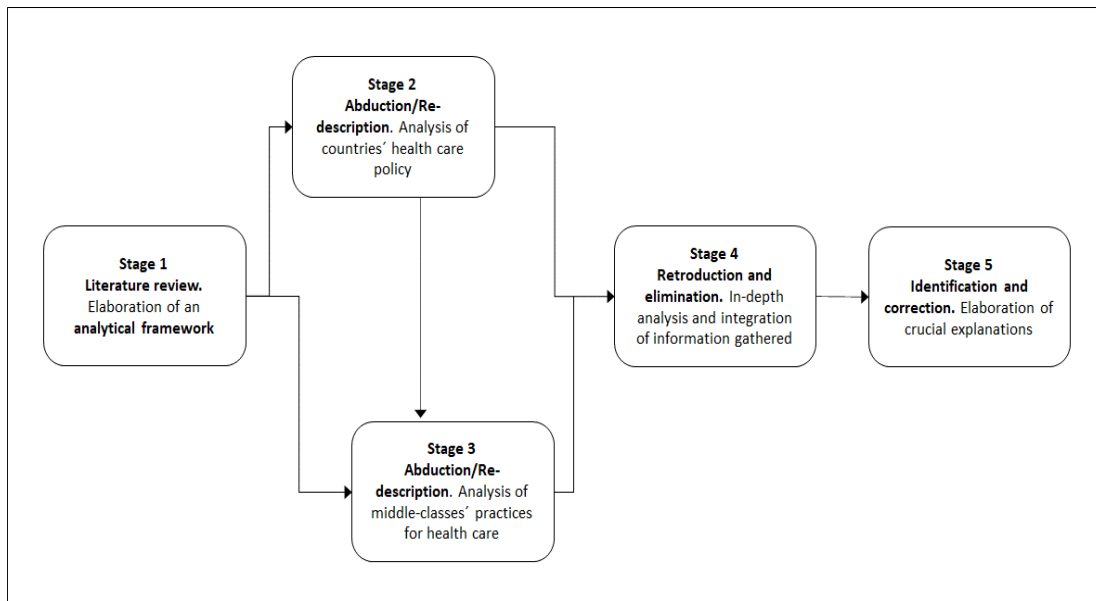 Stage 1
Literature review.
Elaboration of an
analytical framework
Stage 2
Abduction/Re-
description. Analysis of
countries´ health care
policy
Stage 3
Abduction/Re-
description. Analysis of
middle-classes´ practices
for health care
Stage 4
Retroduction and
elimination. In-depth
analysis and integration
of information gathered
Stage 5
Identification and
correction. Elaboration of
crucial explanations